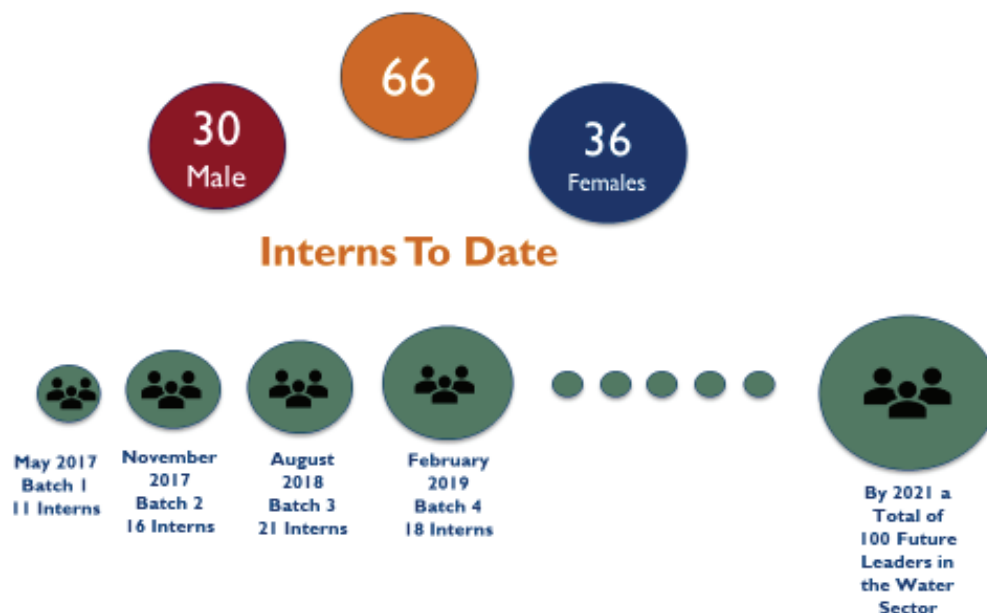 66
30
Male
36
Females
Interns To Date
May 2017
Batch 1
11 Interns
November
2017
Batch 2
16 Interns
August
2018
Batch 3
21 Interns
February
2019
Batch 4
18 Interns
By 2021 a
Total of
100 Future
Leaders in
the Water
Sector